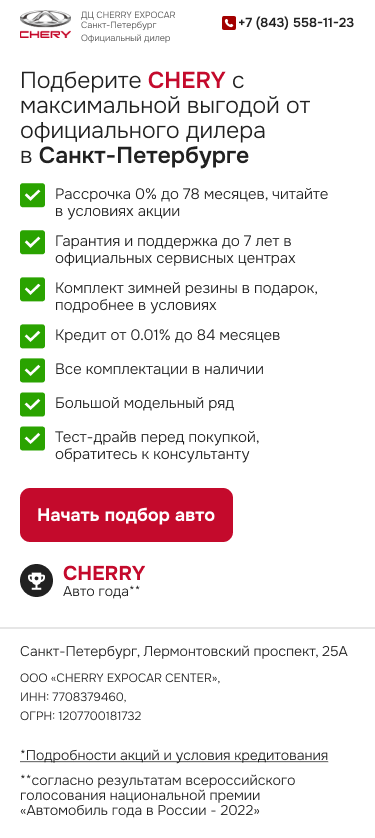 CHERY
ДЦ CHERRY EXPOCAR
Санкт-Петербург
Официальный дилер
+7 (843) 558-11-23
Подберите CHERY с
максимальной выгодой от
официального дилера
в Санкт-Петербурге
Рассрочка 0% до 78 месяцев, читайте
в условиях акции
Гарантия и поддержка до 7 лет в
официальных сервисных центрах
Комплект зимней резины в подарок,
подробнее в условиях
Кредит от 0.01% до 84 месяцев
Все комплектации в наличии
Большой модельный ряд
Тест-драйв перед покупкой,
обратитесь к консультанту
Начать подбор авто
CHERRY
Авто года**
Санкт-Петербург, Лермонтовский проспект, 25А
ООО «CHERRY EXPOCAR CENTER»,
ИНН: 7708379460,
ОГРН: 1207700181732
*Подробности акций и условия кредитования
**согласно результатам всероссийского
голосования национальной премии
«Автомобиль года в России - 2022»